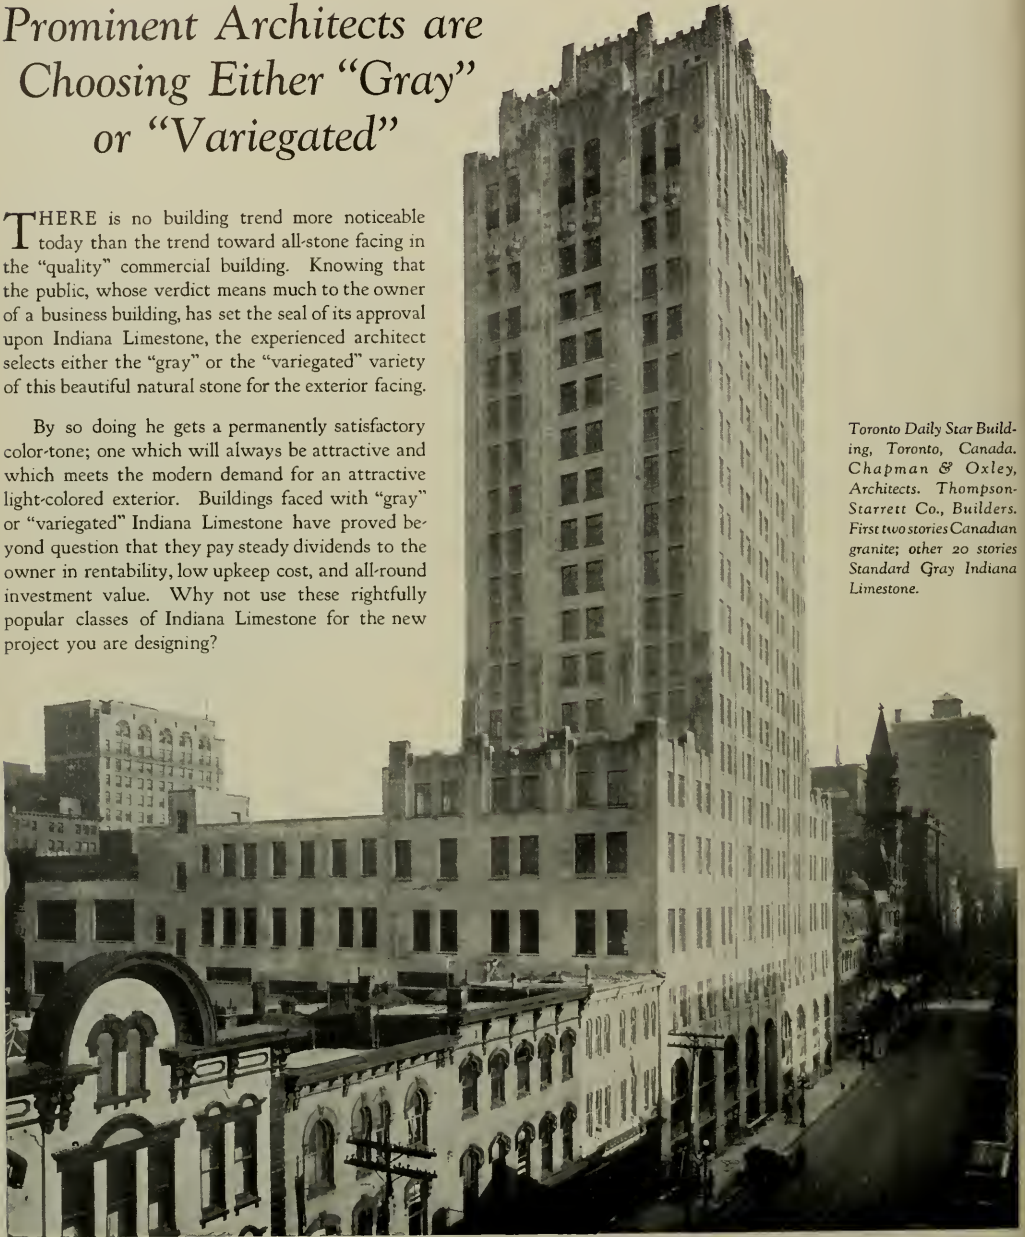 Prominent Architects are
Choosing Either “Gray”
or “Variegated”
THERE is no building trend more noticeable
today than the trend toward all-stone facing in
the “quality” commercial building. Knowing that
the public, whose verdict means much to the owner
of a business building, has set the seal of its approval
upon Indiana Limestone, the experienced architect
selects either the “gray” or the “variegated” variety
of this beautiful natural stone for the exterior facing.
By so doing he gets a permanently satisfactory
color-tone; one which will always be attractive and
which meets the modern demand for an attractive
light-colored exterior. Buildings faced with “gray”
or “variegated” Indiana Limestone have proved be-
yond question that they pay steady dividends to the
owner in rentability, low upkeep cost, and all-round
investment value. Why not use these rightfully
popular classes of Indiana Limestone for the new
project you are designing?
Toronto Daily Star Build-
ing, Toronto, Canada.
Chapman & Oxley,
Architects. Thompson-
Starrett Co., Builders.
First two stories Canadian
granite; other 20 stories
Standard Gray Indiana
Limestone.